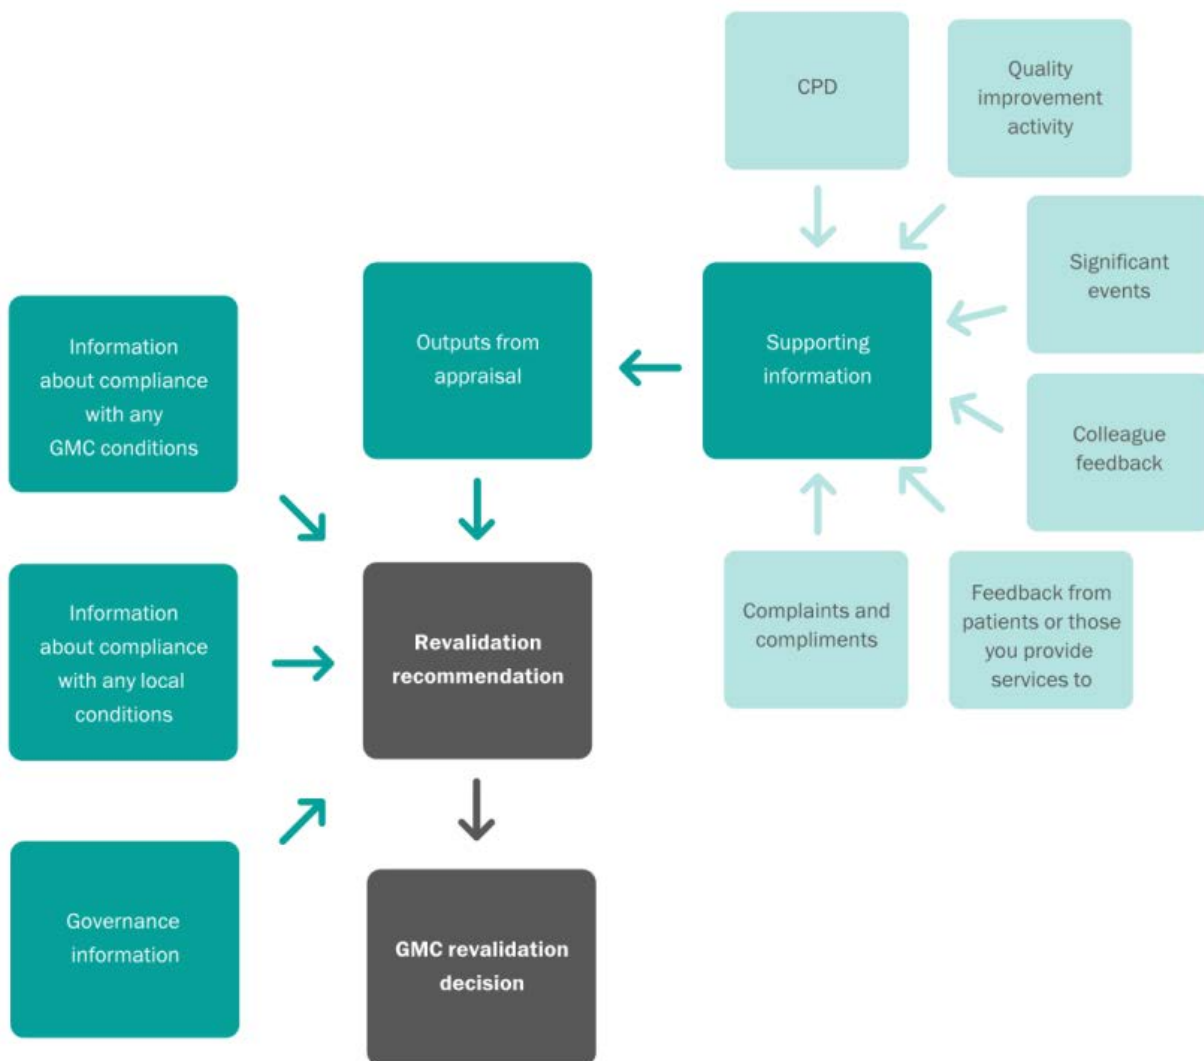 CPD
Quality
improvement
activity
Significant
events
Information
about compliance
with any
GMC conditions
Outputs from
appraisal
Supporting
information
Colleague
feedback
Information
about compliance
with any local
conditions
Revalidation
recommendation
Complaints and
compliments
Feedback from
patients or those
you provide
services to
Governance
information
GMC revalidation
decision